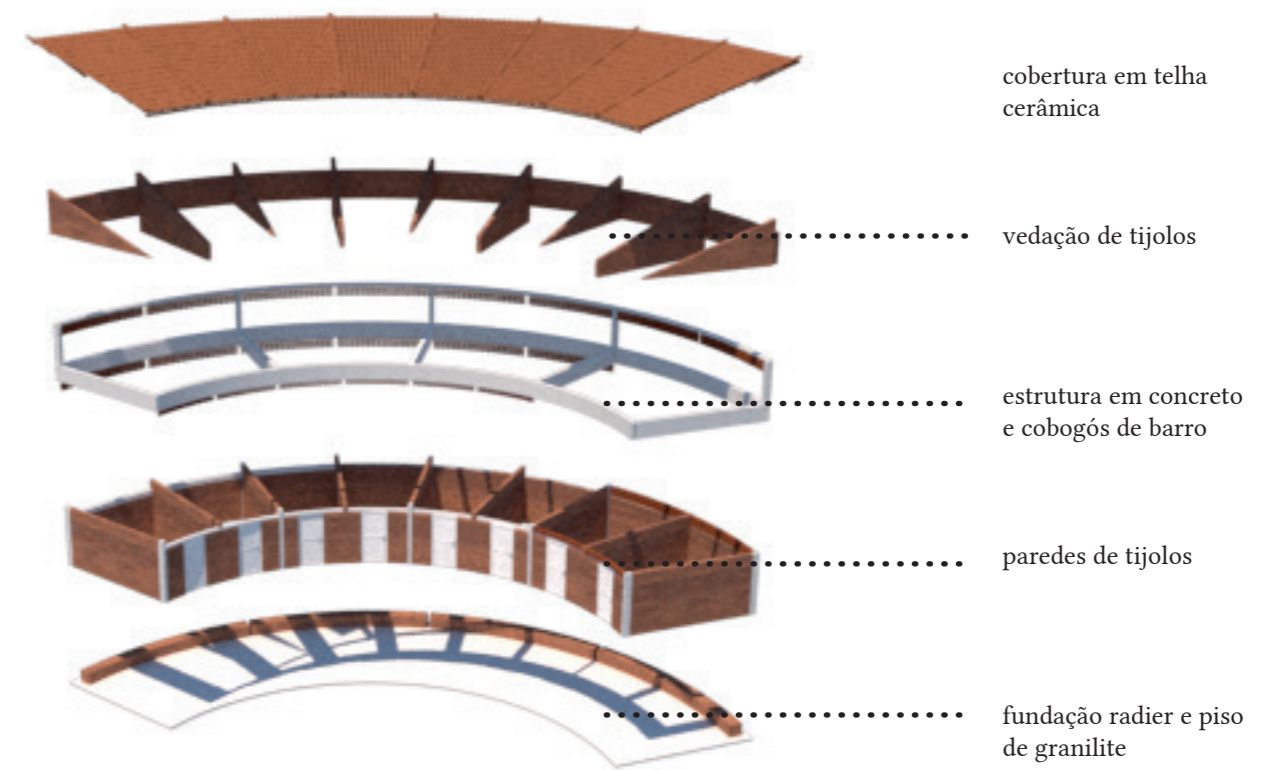 cobertura em telha
cerâmica
vedação de tijolos
estrutura em concreto
e cobogós de barro
paredes de tijolos
fundação radier e piso
de granilite